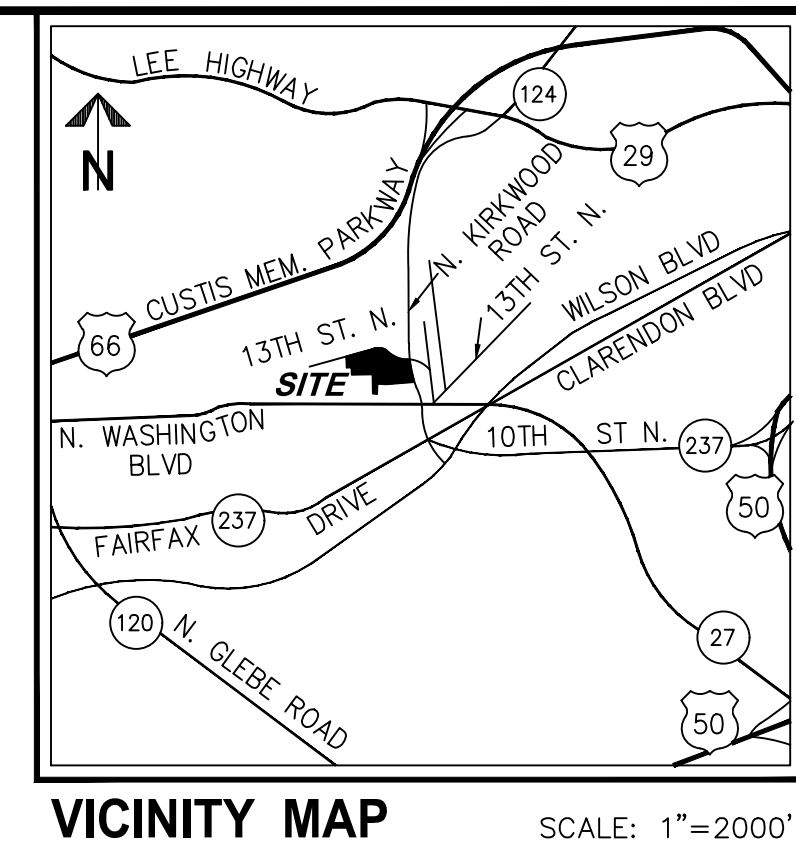 LEE HIGHWAY
124
29
N
N. KIRKWOOD
ROAD
CUSTIS MEM. PARKWAY
13TH ST. N.
WILSON BLVD
66
13TH ST. N.
CLARENDON BLVD
SITE
N. WASHINGTON
BLVD
10TH ST N.
237
50
FAIRFAX DRIVE
237
120
N. GLEBE ROAD
27
50
VICINITY MAP
SCALE: 1"=2000'